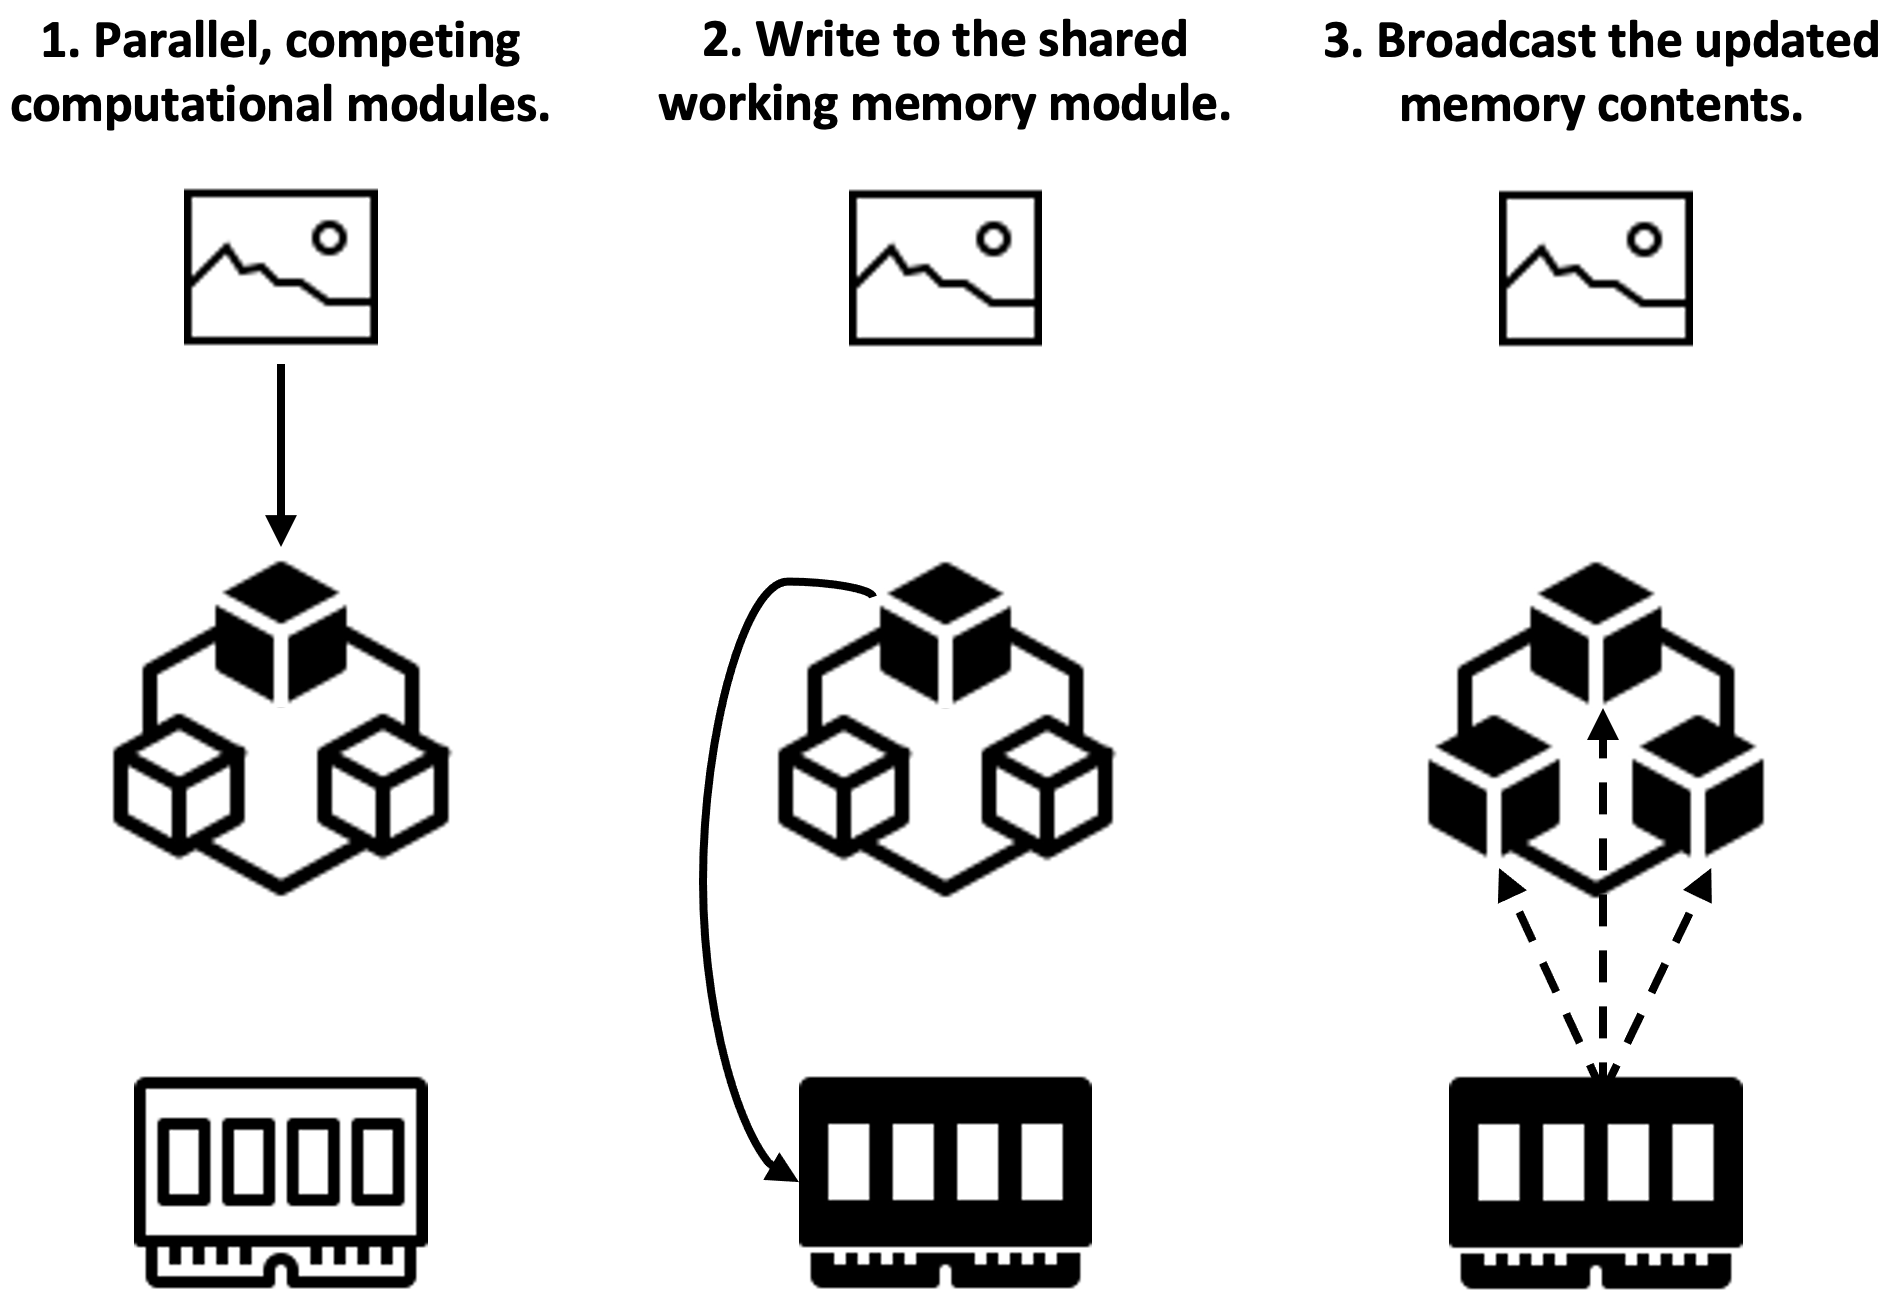 1. Parallel, competing
computational modules.
2. Write to the shared
working memory module.
3. Broadcast the updated
memory contents.